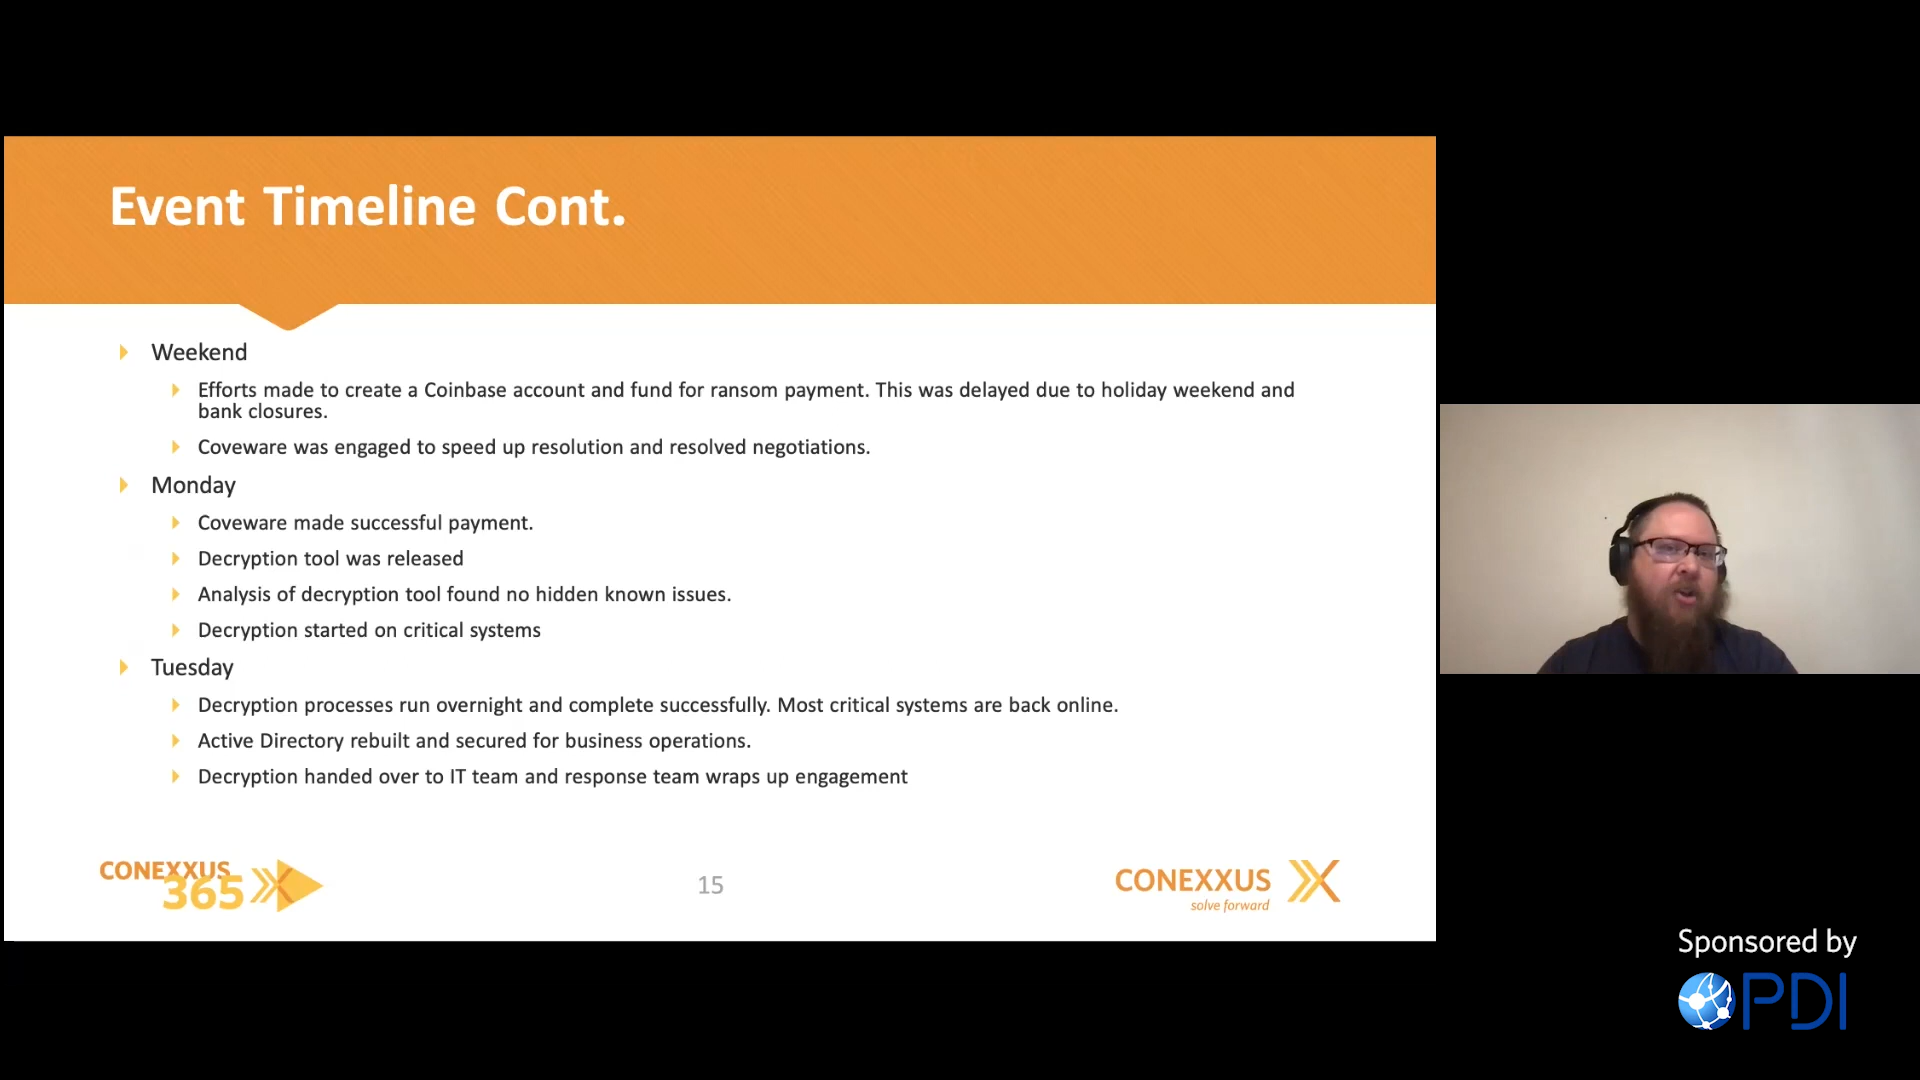 Event Timeline Cont.
Weekend
Efforts made to create a Coinbase account and fund for ransom payment. This was delayed due to holiday weekend and
bank closures.
Coveware was engaged to speed up resolution and resolved negotiations.
Monday
Coveware made successful payment.
Decryption tool was released
Analysis of decryption tool found no hidden known issues.
Decryption started on critical systems
Tuesday
Decryption processes run overnight and complete successfully. Most critical systems are back online.
Active Directory rebuilt and secured for business operations.
Decryption handed over to IT team and response team wraps up engagement
CONEXXUS
365
15
CONEXXUS
solve forward
Sponsored by
PDI